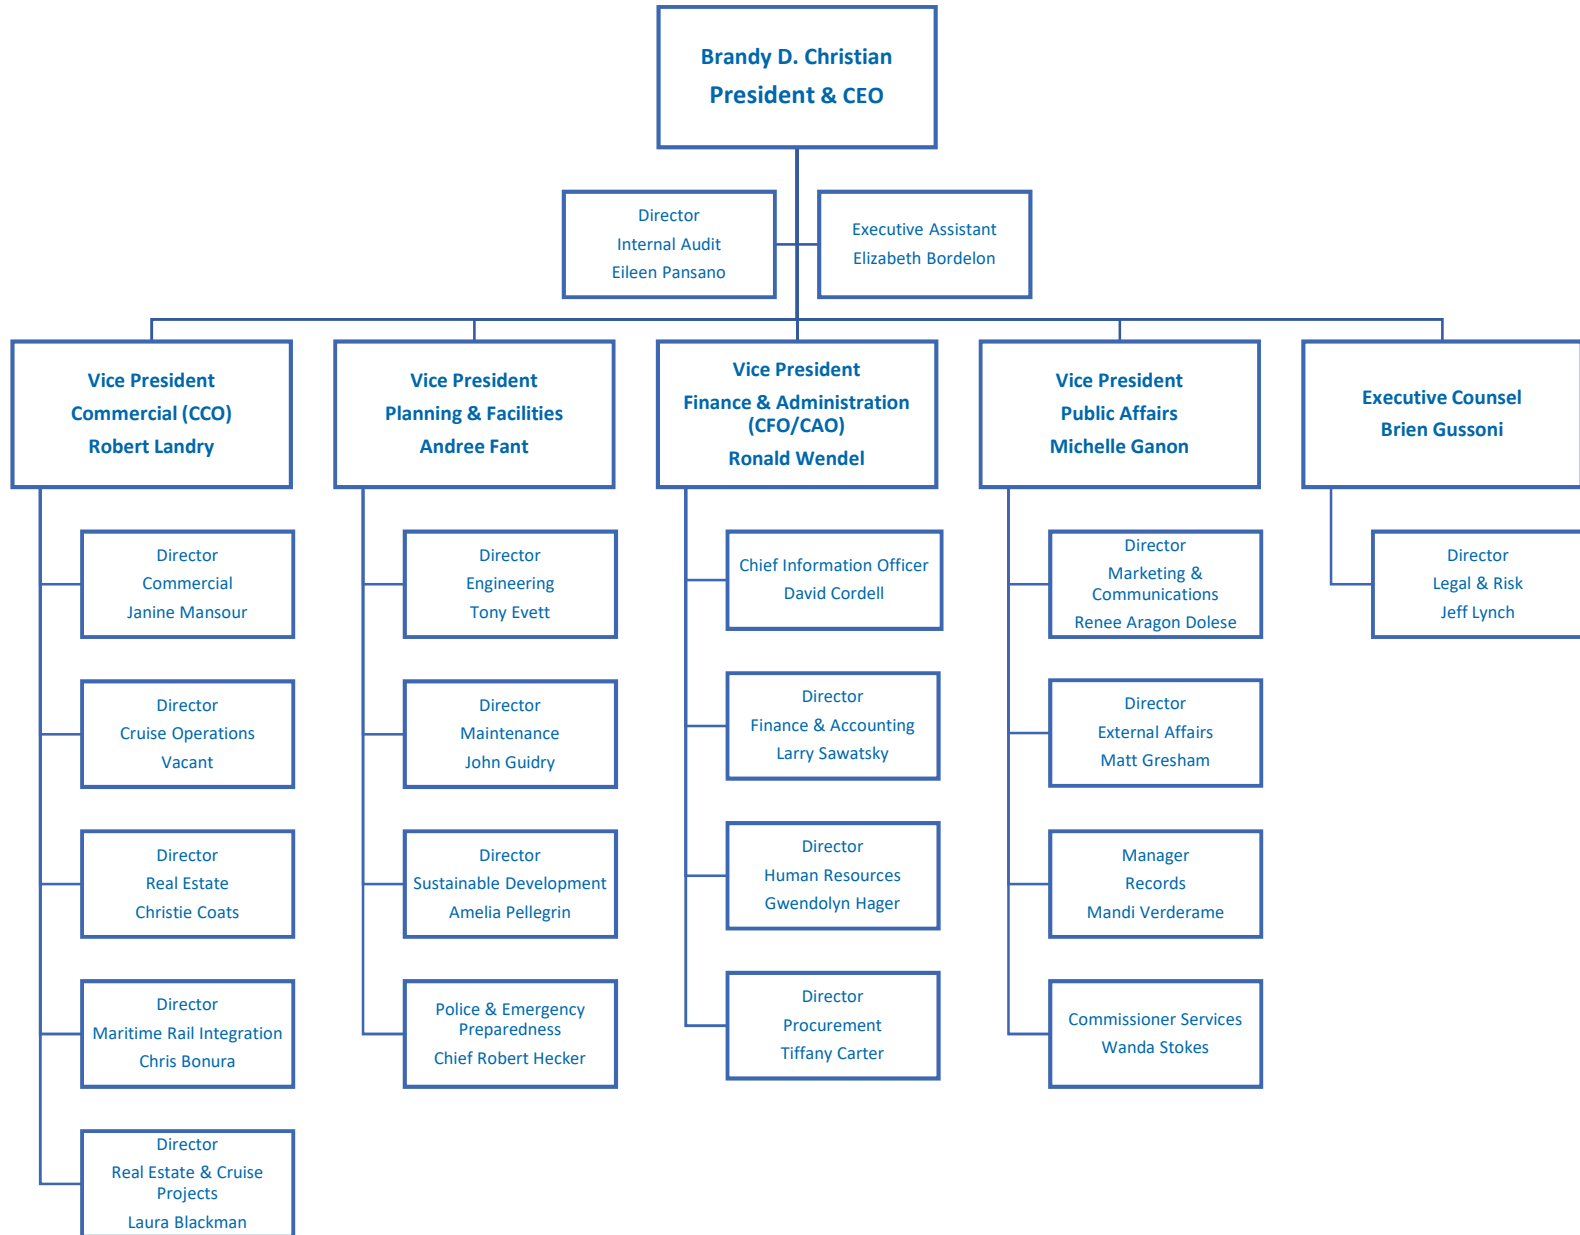 Brandy D. Christian
President & CEO
Director
Internal Audit
Eileen Pansano
Executive Assistant
Elizabeth Bordelon
Vice President
Commercial (CCO)
Robert Landry
Vice President
Planning & Facilities
Andree Fant
Vice President
Finance & Administration
(CFO/CAO)
Ronald Wendel
Vice President
Public Affairs
Michelle Ganon
Executive Counsel
Brien Gussoni
Director
Commercial
Janine Mansour
Director
Cruise Operations
Vacant
Director
Real Estate
Christie Coats
Director
Maritime Rail Integration
Chris Bonura
Director
Real Estate & Cruise
Projects
Laura Blackman
Director
Engineering
Tony Evett
Director
Maintenance
John Guidry
Director
Sustainable Development
Amelia Pellegrin
Police & Emergency
Preparedness
Chief Robert Hecker
Chief Information Officer
David Cordell
Director
Finance & Accounting
Larry Sawatsky
Director
Human Resources
Gwendolyn Hager
Director
Procurement
Tiffany Carter
Director
Marketing &
Communications
Renee Aragon Dolese
Director
External Affairs
Matt Gresham
Manager
Records
Mandi Verderame
Commissioner Services
Wanda Stokes
Director
Legal & Risk
Jeff Lynch